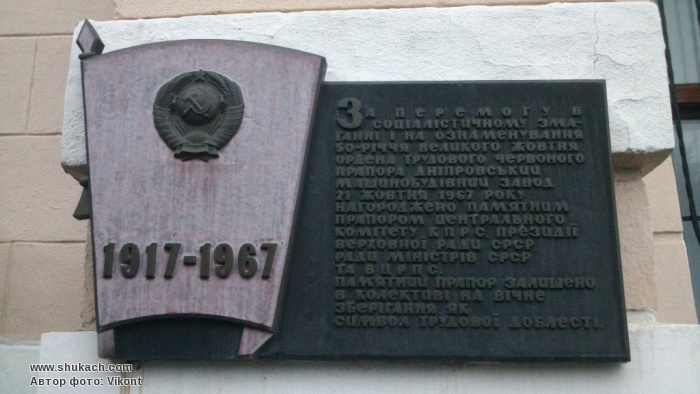 1917-1967
За перемогу в
соціалістичному зма-
ганні і на ознаменування
50-річчя Великого Жовтня
ордена Трудового Червоного
Прапора Дніпровський
машинобудівний завод
21 жовтня 1967 року
нагороджено пам'ятним
прапором Центрального
Комітету КПРС, Президії
Верховної Ради СРСР
Ради Міністрів СРСР
та ВЦРПС.
Пам'ятний прапор залишено
в колективі на вічне
зберігання як
символ трудової доблесті.
www.shukach.com
Автор фото: Vikont